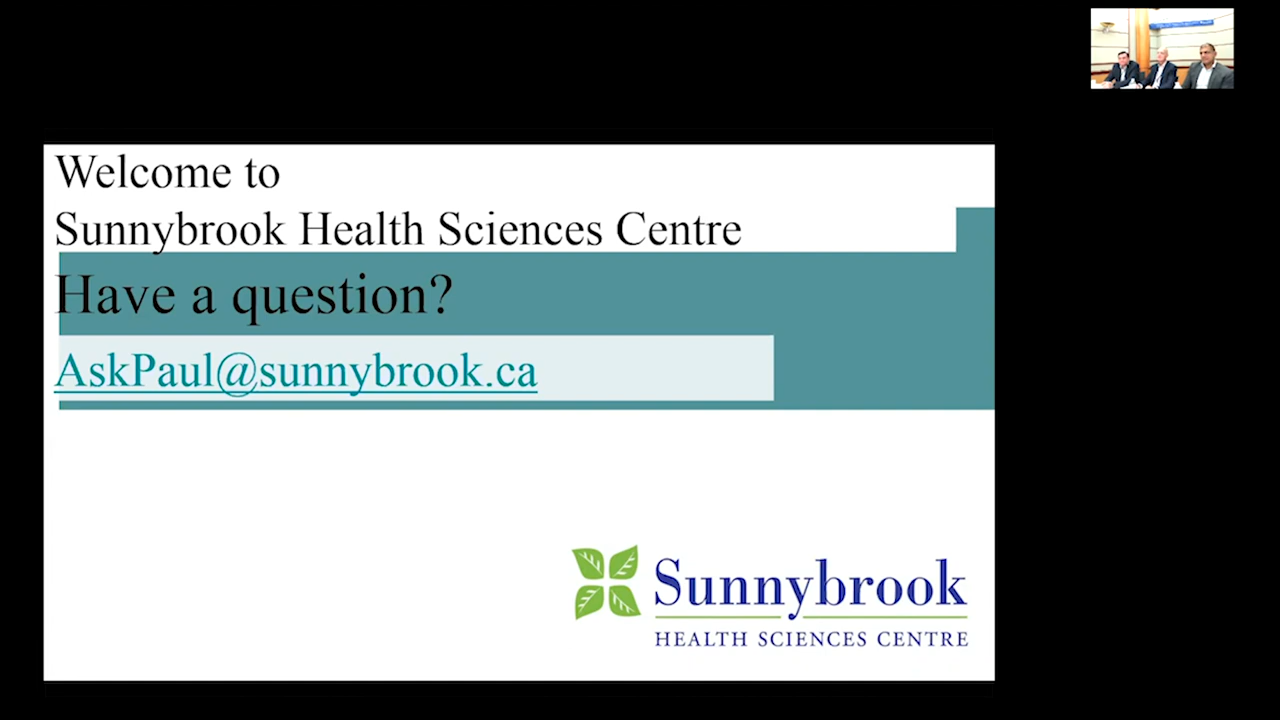 Welcome to
Sunnybrook Health Sciences Centre
Have a question?
AskPaul@sunnybrook.ca
Sunnybrook
HEALTH SCIENCES CENTRE